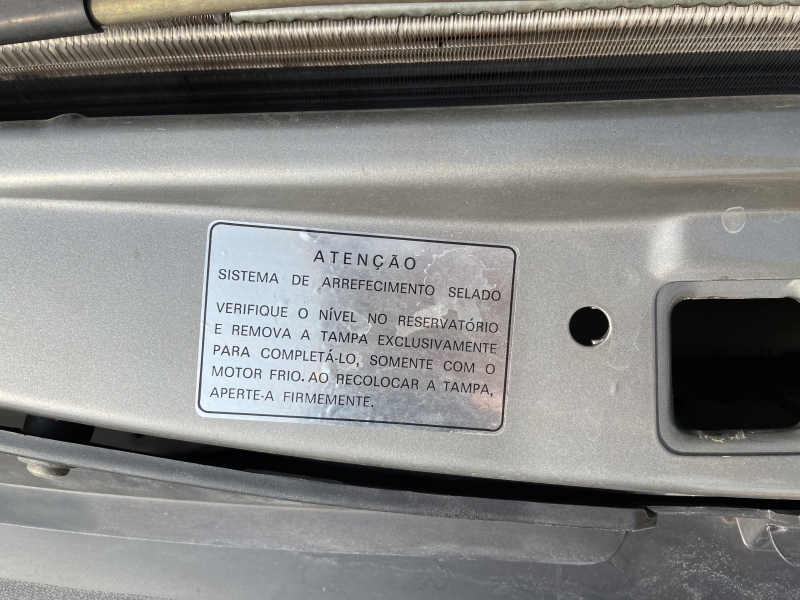 ATENÇÃO
SISTEMA DE ARREFECIMENTO SELADO
VERIFIQUE O NÍVEL NO RESERVATÓRIO
E REMOVA A TAMPA EXCLUSIVAMENTE
PARA COMPLETÁ-LO, SOMENTE COM O
MOTOR FRIO. AO RECOLOCAR A TAMPA,
APERTE-A FIRMEMENTE.